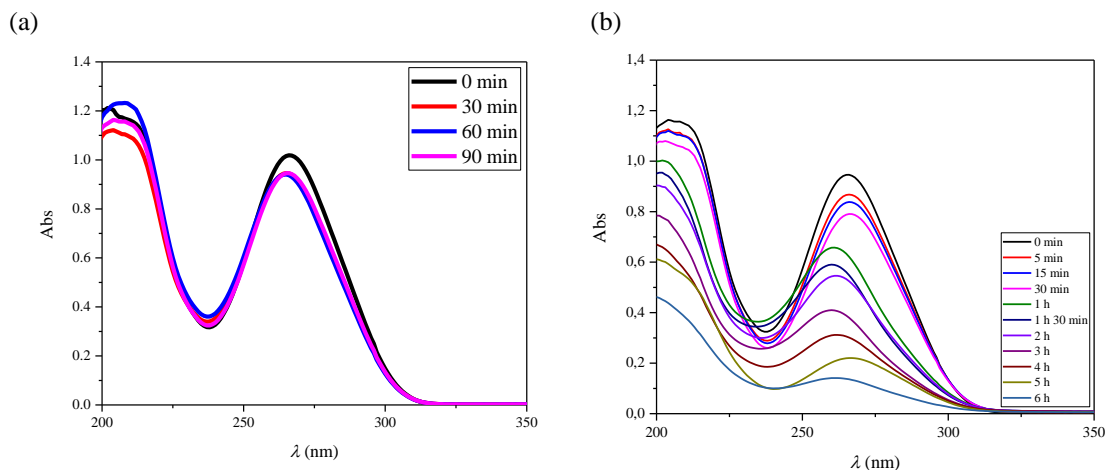 (a)
1.4
1.2
1.0
0.8
0.6
0.4
0.2
0.0
Abs
200
250
300
350
λ (nm)
0 min
30 min
60 min
90 min
(b)
1,4
1,2
1,0
0,8
0,6
0,4
0,2
0,0
Abs
200
250
300
350
λ (nm)
0 min
5 min
15 min
30 min
1 h
1 h 30 min
2 h
3 h
4 h
5 h
6 h